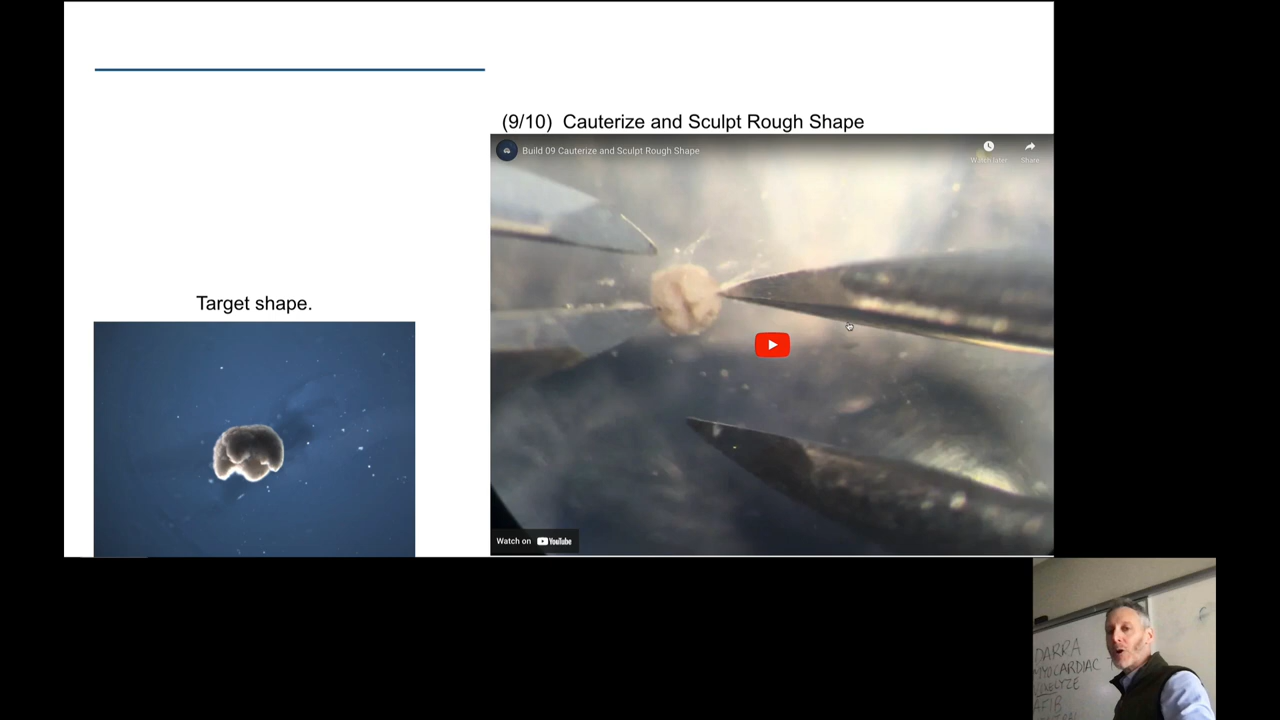 (9/10) Cauterize and Sculpt Rough Shape
Build 09 Cauterize and Sculpt Rough Shape
Watch later
Share
Target shape.
Watch on YouTube
DARRA
MYOCARDIAC
AFIB